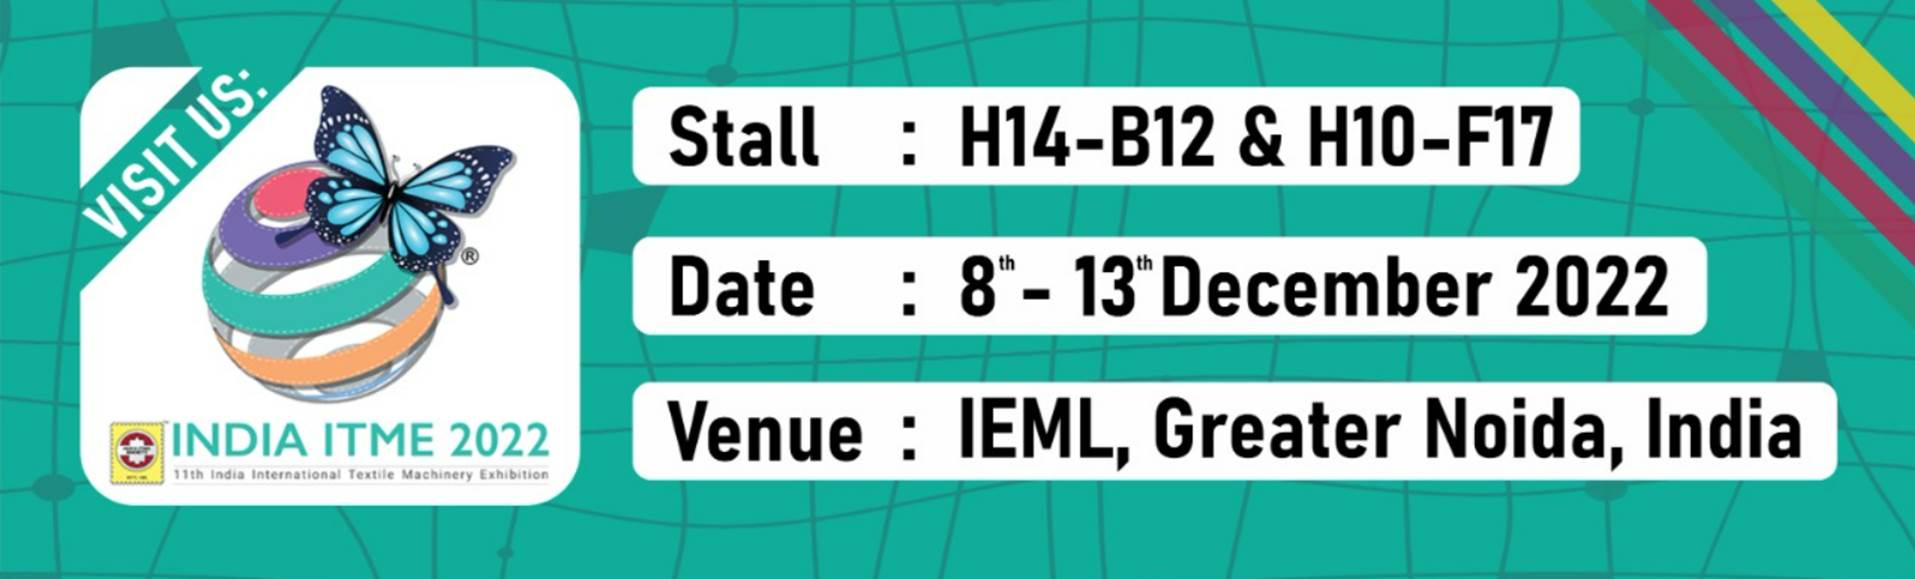 VISIT US:
®
INDIA ITME 2022
11th India International Textile Machinery Exhibition
Stall : H14-B12 & H10-F17
Date : 8th - 13th December 2022
Venue : IEML, Greater Noida, India